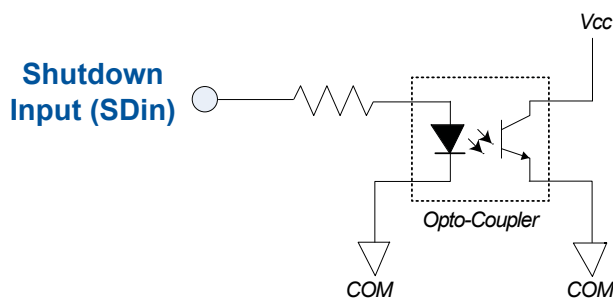 Vcc
Shutdown
Input (SDin)
Opto-Coupler
COM
COM